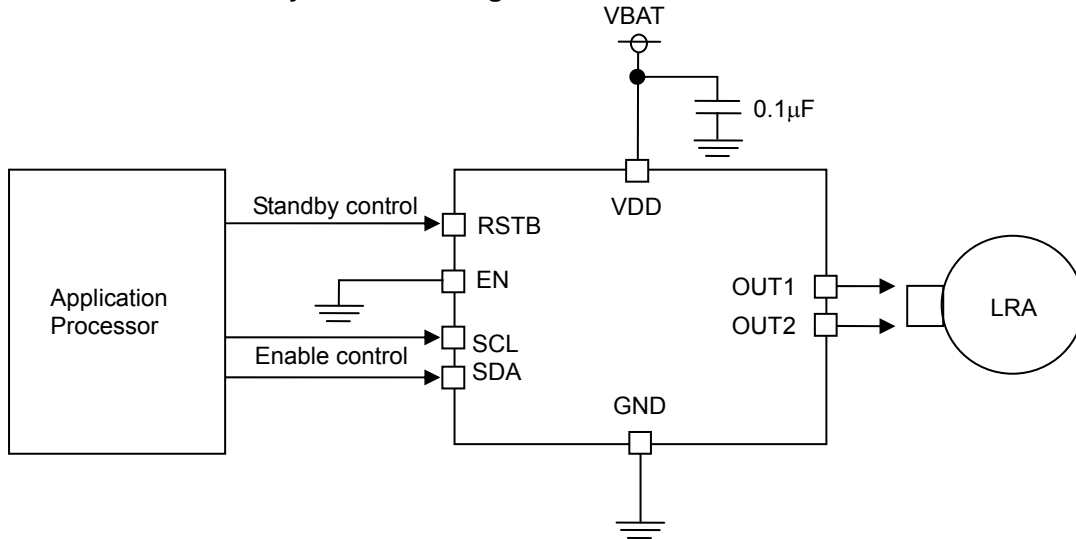 VBAT
0.1μF
VDD
Standby control
RSTB
EN
Application
Processor
SCL
Enable control
SDA
OUT1
OUT2
LRA
GND